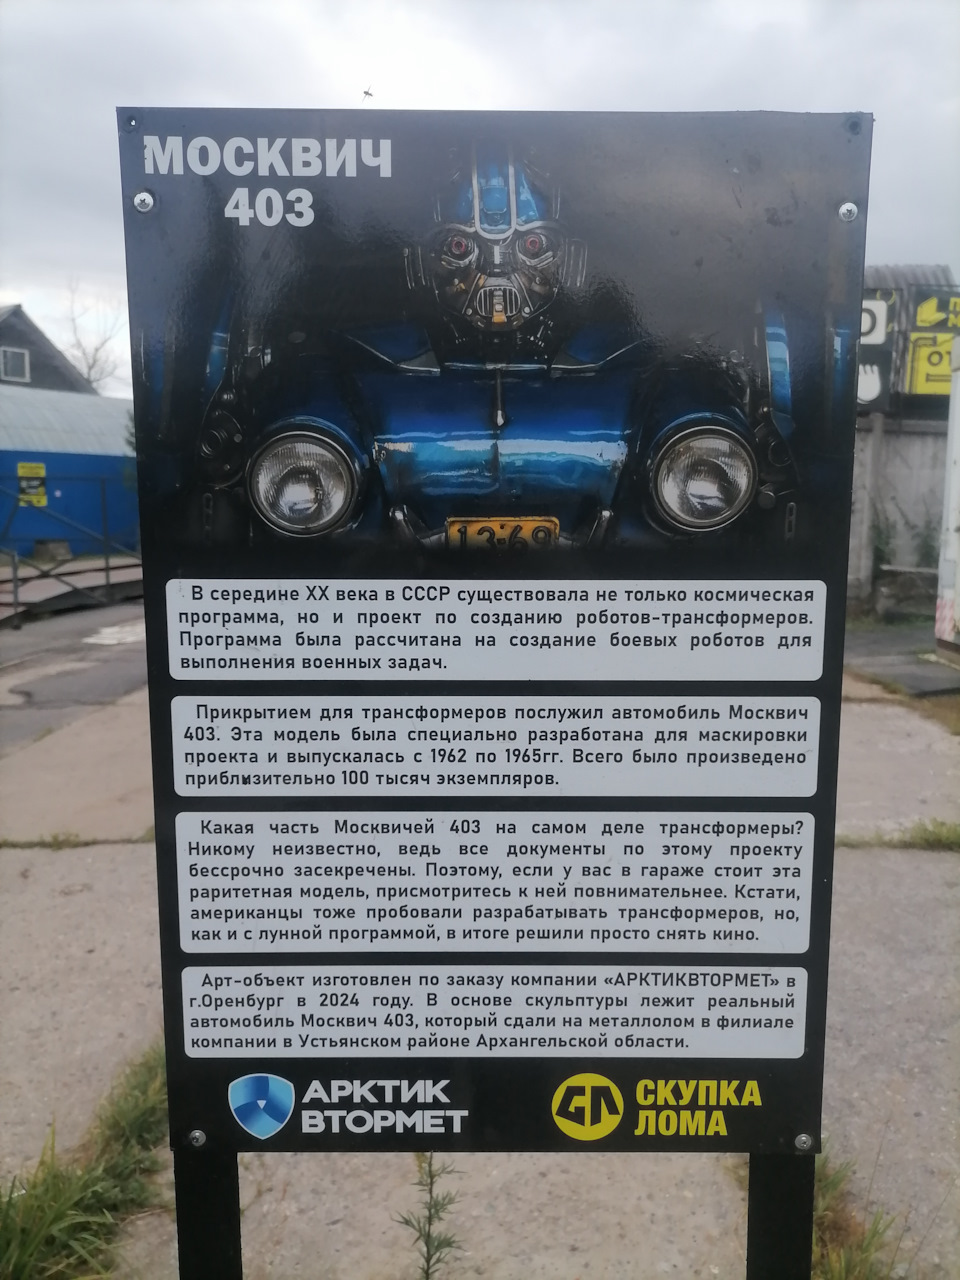 МОСКВИЧ
403
13-69
В середине XX века в СССР существовала не только космическая
программа, но и проект по созданию роботов-трансформеров.
Программа была рассчитана на создание боевых роботов для
выполнения военных задач.
Прикрытием для трансформеров послужил автомобиль Москвич
403. Эта модель была специально разработана для маскировки
проекта и выпускалась с 1962 по 1965гг. Всего было произведено
приблизительно 100 тысяч экземпляров.
Какая часть Москвичей 403 на самом деле трансформеры?
Никому неизвестно, ведь все документы по этому проекту
бессрочно засекречены. Поэтому, если у вас в гараже стоит эта
раритетная модель, присмотритесь к ней повнимательнее. Кстати,
американцы тоже пробовали разрабатывать трансформеров, но,
как и с лунной программой, в итоге решили просто снять кино.
Арт-объект изготовлен по заказу компании «АРКТИКВТОРМЕТ» в
г.Оренбург в 2024 году. В основе скульптуры лежит реальный
автомобиль Москвич 403, который сдали на металлолом в филиале
компании в Устьянском районе Архангельской области.
АРКТИК
ВТОРМЕТ
СКУПКА
ЛОМА